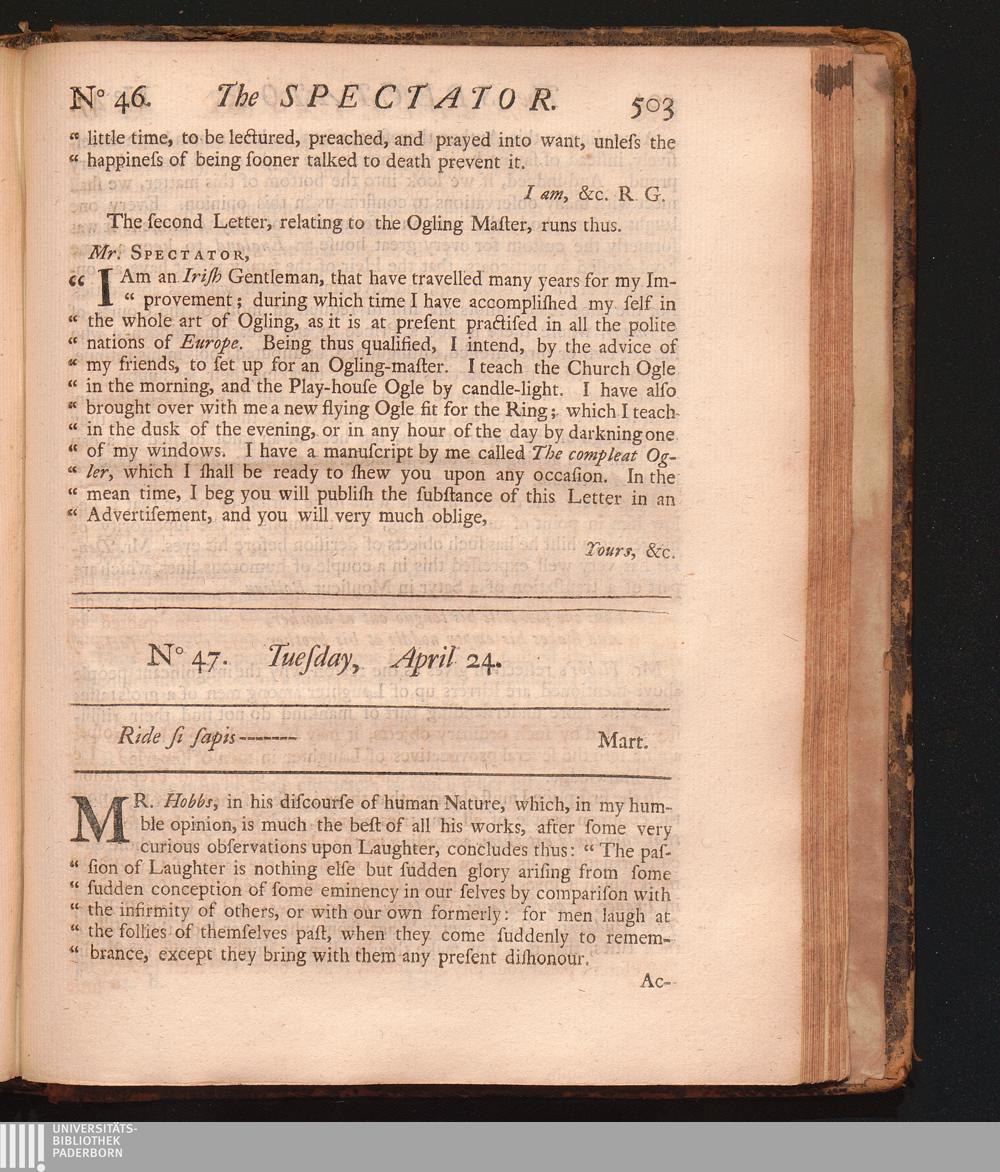 N° 46. The SPECTATOR. 503
“ little time, to be lectured, preached, and prayed into want, unleſs the
“ happineſs of being ſooner talked to death prevent it.
I am, &c. R G.
The ſecond Letter, relating to the Ogling Maſter, runs thus.
Mr. SPECTATOR,
“ I Am an Iriſh Gentleman, that have travelled many years for my Im-
“ provement; during which time I have accompliſhed my ſelf in
“ the whole art of Ogling, as it is at preſent practiſed in all the polite
“ nations of Europe. Being thus qualified, I intend, by the advice of
“ my friends, to ſet up for an Ogling-maſter. I teach the Church Ogle
“ in the morning, and the Play-houſe Ogle by candle-light. I have alſo
“ brought over with me a new flying Ogle fit for the Ring; which I teach
“ in the dusk of the evening, or in any hour of the day by darkning one
“ of my windows. I have a manuſcript by me called The compleat Og-
“ ler, which I ſhall be ready to ſhew you upon any occaſion. In the
“ mean time, I beg you will publiſh the ſubſtance of this Letter in an
“ Advertiſement, and you will very much oblige,
Yours, &c.
N° 47. Tueſday, April 24.
Ride ſi ſapis ------- Mart.
MR. Hobbs, in his diſcourſe of human Nature, which, in my hum-
ble opinion, is much the beſt of all his works, after ſome very
curious obſervations upon Laughter, concludes thus: “ The paſ-
“ ſion of Laughter is nothing elſe but ſudden glory ariſing from ſome
“ ſudden conception of ſome eminency in our ſelves by compariſon with
“ the infirmity of others, or with our own formerly: for men laugh at
“ the follies of themſelves paſt, when they come ſuddenly to remem-
“ brance, except they bring with them any preſent diſhonour.
Ac-
UNIVERSITÄTS-
BIBLIOTHEK
PADERBORN